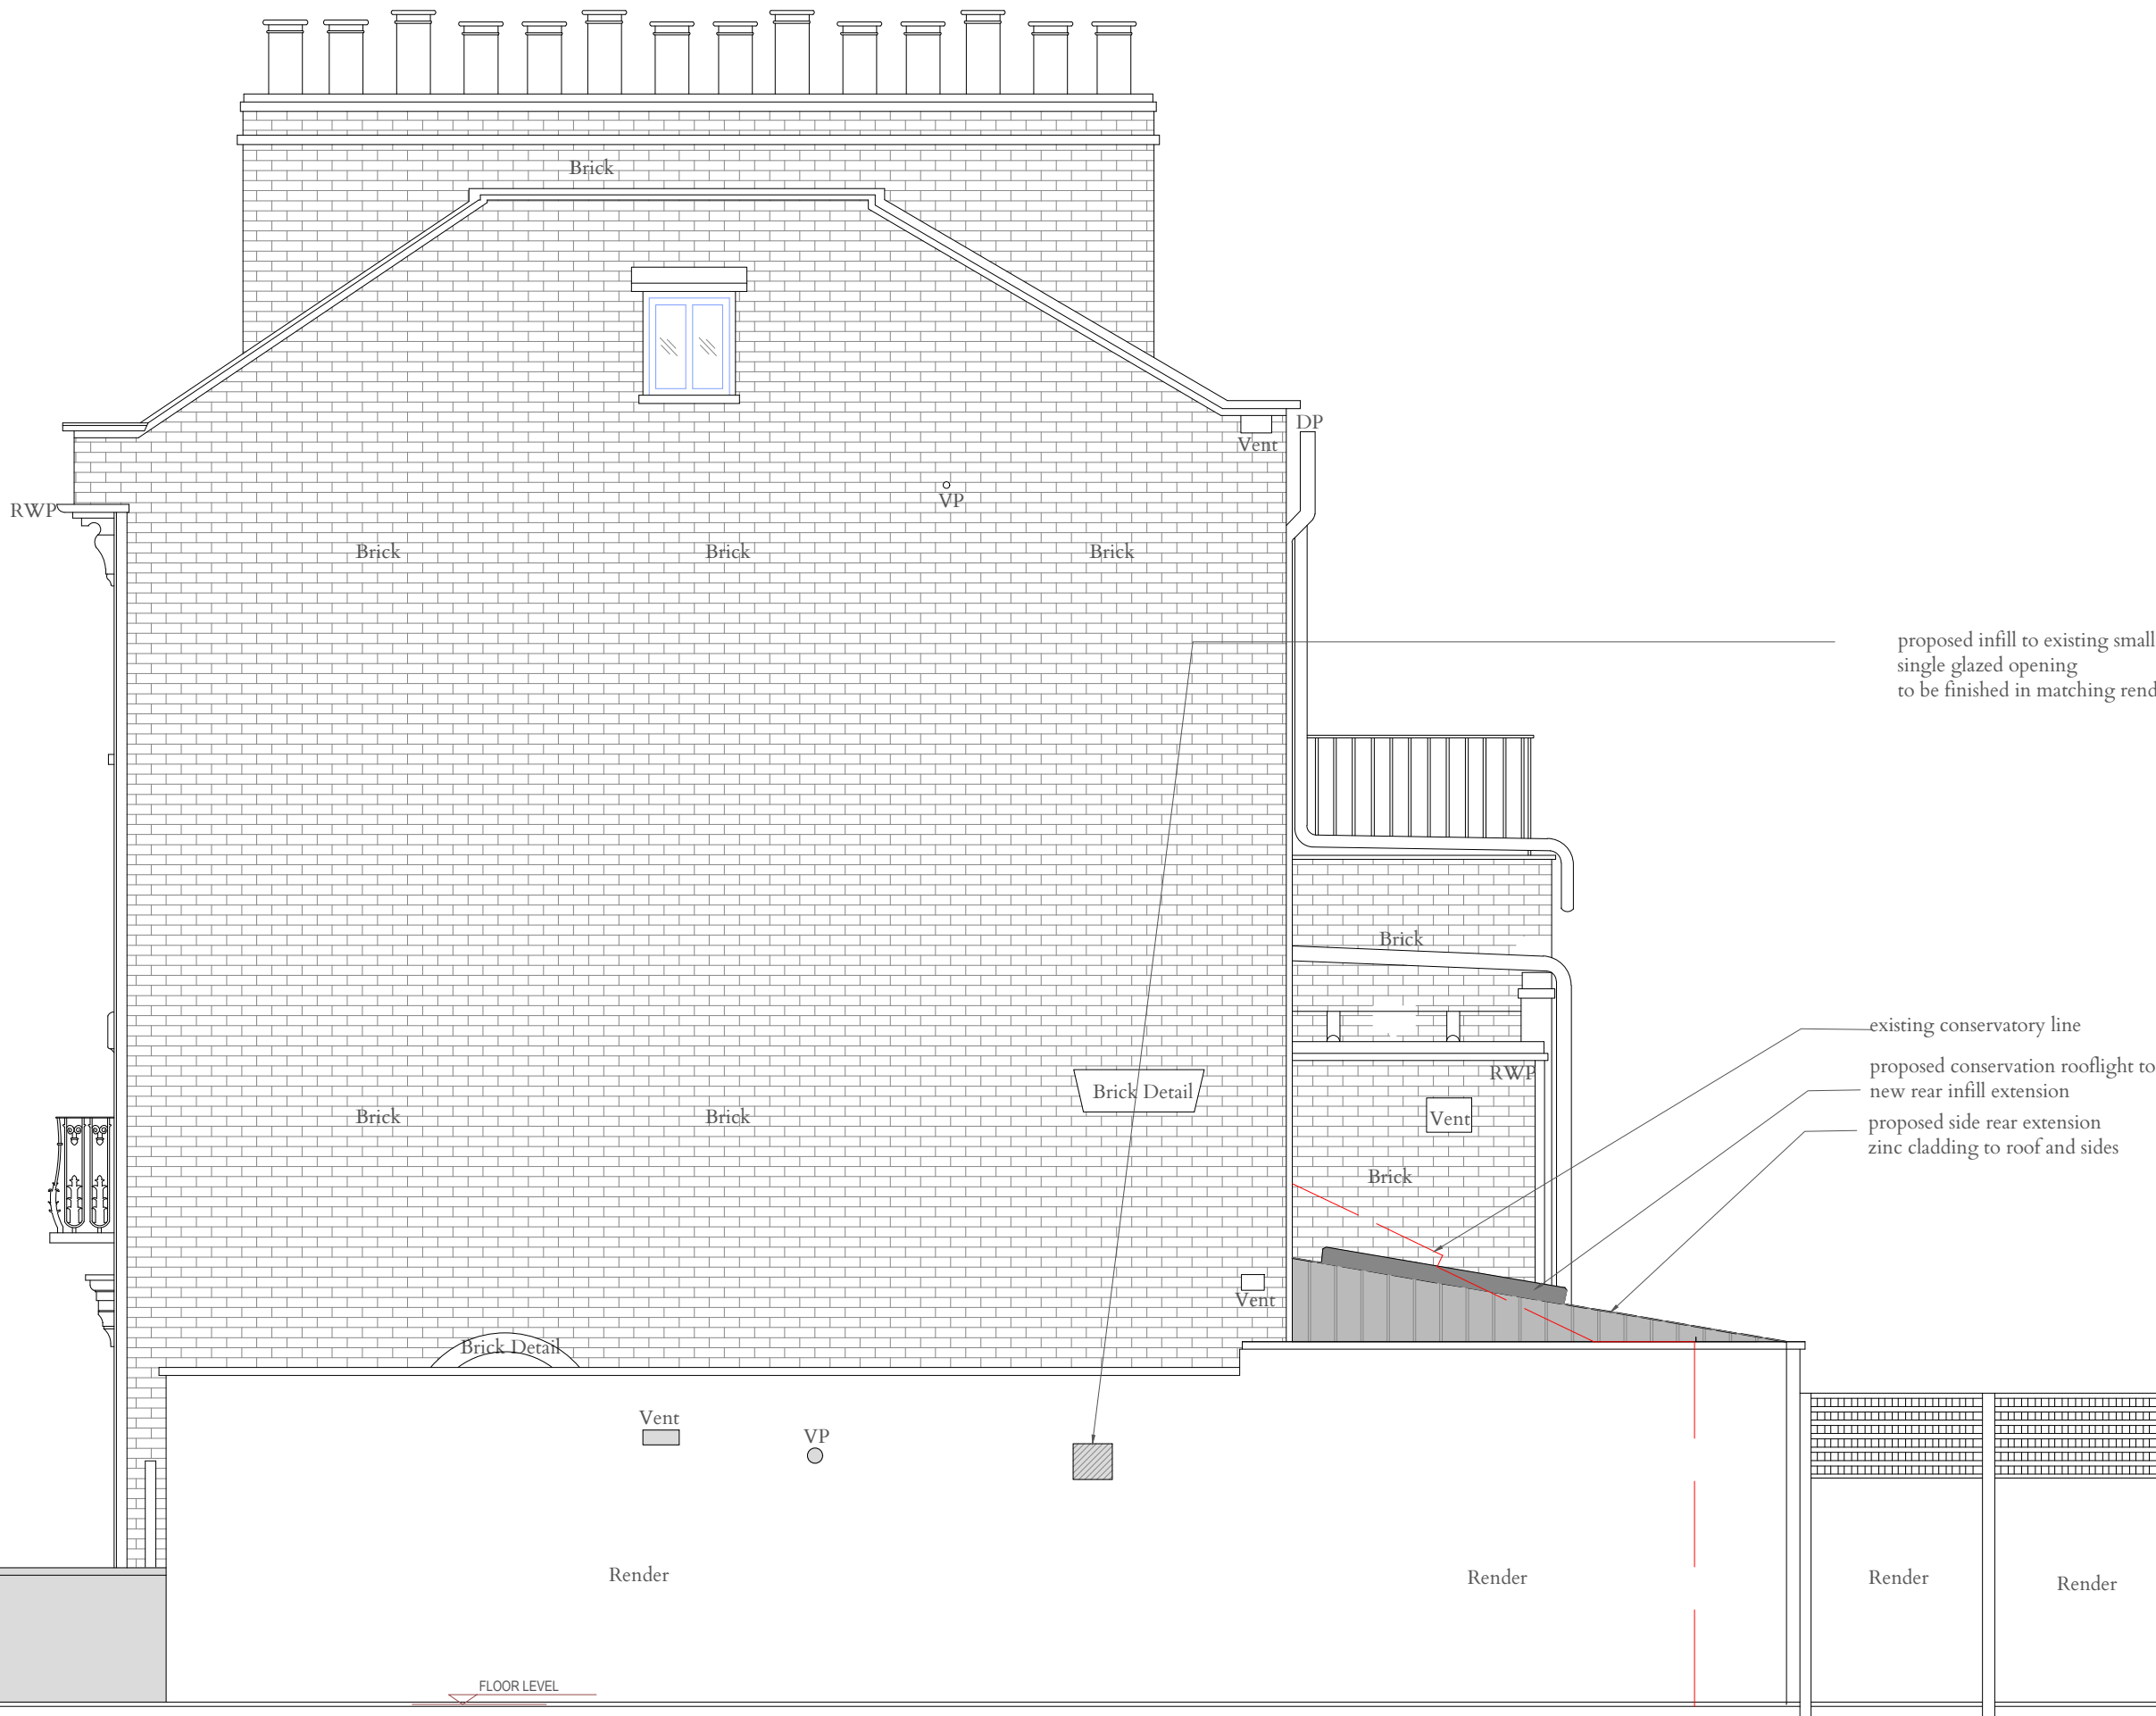 Brick
DP
Vent
VP
RWP
Brick
Brick
Brick
proposed infill to existing small
single glazed opening
to be finished in matching rend
Brick
existing conservatory line
proposed conservation rooflight to
new rear infill extension
RWP
Brick Detail
Brick
Brick
Vent
proposed side rear extension
zinc cladding to roof and sides
Brick
Vent
Brick Detail
Vent
VP
Render
Render
Render
Render
FLOOR LEVEL